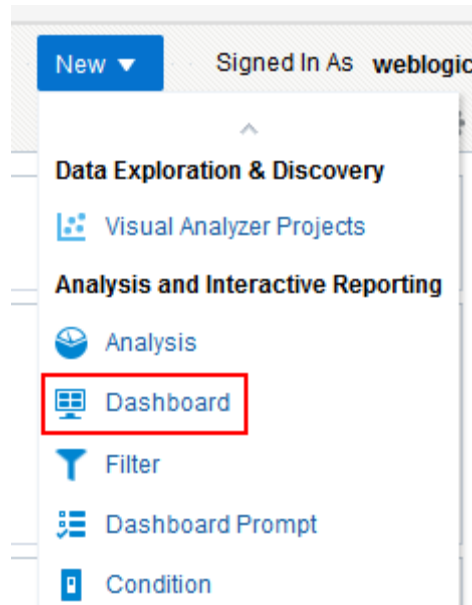 New Signed In As weblogic
Data Exploration & Discovery
Visual Analyzer Projects
Analysis and Interactive Reporting
Analysis
Dashboard
Filter
Dashboard Prompt
Condition